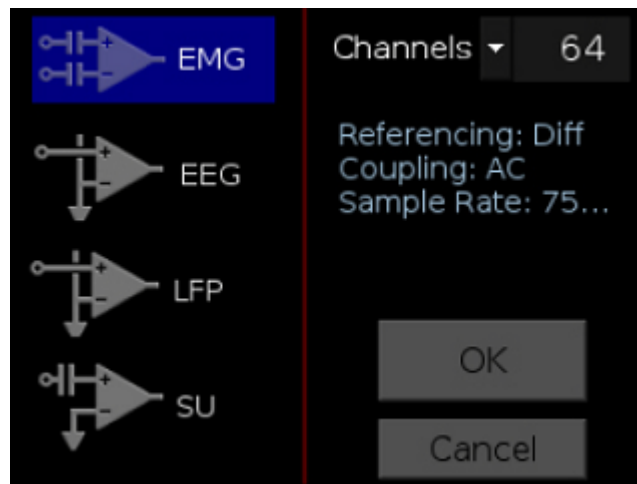 EMG
EEG
LFP
SU
Channels 64
Referencing: Diff
Coupling: AC
Sample Rate: 75...
OK
Cancel